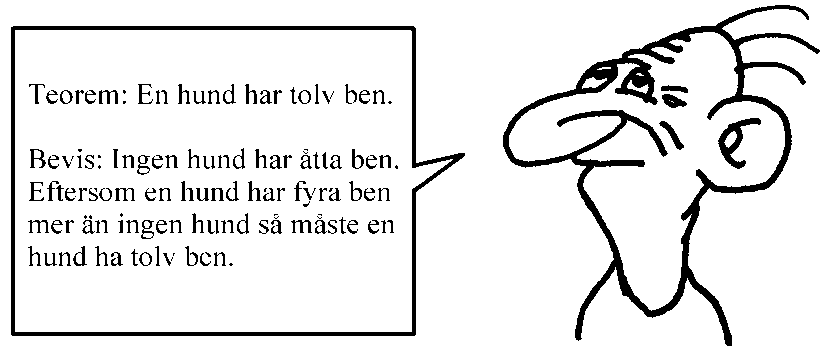 Teorem: En hund har tolv ben.
Bevis: Ingen hund har åtta ben.
Eftersom en hund har fyra ben
mer än ingen hund så måste en
hund ha tolv ben.